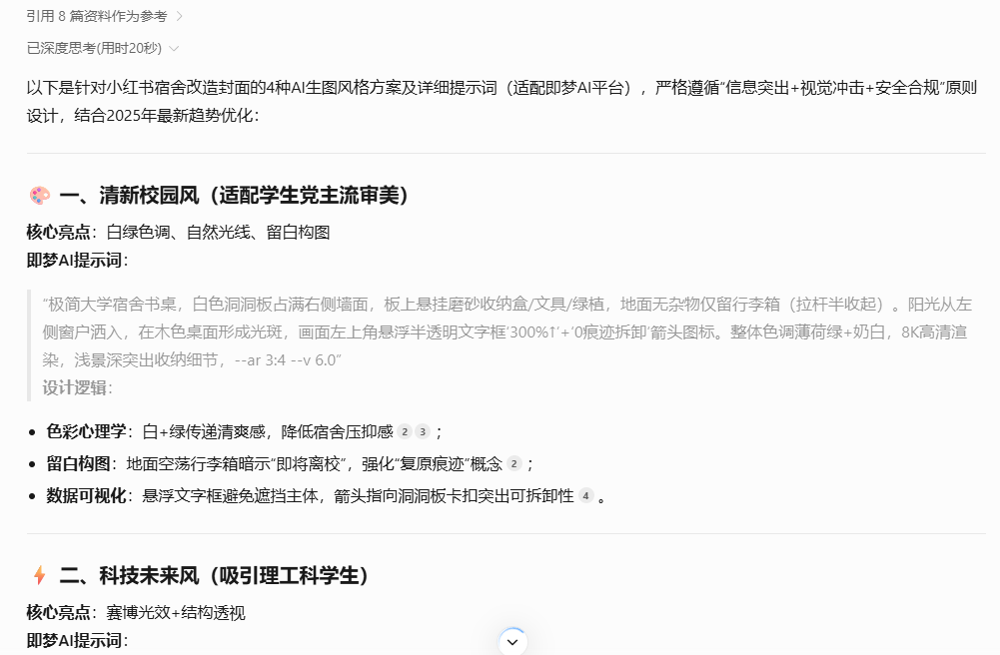 引用 8 篇资料作为参考
已深度思考(用时20秒)
以下是针对小红书宿舍改造封面的4种AI生图风格方案及详细提示词（适配即梦AI平台），严格遵循“信息突出+视觉冲击+安全合规”原则
设计，结合2025年最新趋势优化：
🎨 一、清新校园风（适配学生党主流审美）
核心亮点：白绿色调、自然光线、留白构图
即梦AI提示词：
“极简大学宿舍书桌，白色洞洞板占满右侧墙面，板上悬挂磨砂收纳盒/文具/绿植，地面无杂物仅留行李箱（拉杆半收起）。阳光从左
侧窗户洒入，在木色桌面形成光斑，画面左上角悬浮半透明文字框‘300%↑’+‘0痕迹拆卸’箭头图标。整体色调薄荷绿+奶白，8K高清渲
染，浅景深突出收纳细节，--ar 3:4 --v 6.0”
设计逻辑：
• 色彩心理学：白+绿传递清爽感，降低宿舍压抑感 2 3 ；
• 留白构图：地面空荡行李箱暗示“即将离校”，强化“复原痕迹”概念 2 ；
• 数据可视化：悬浮文字框避免遮挡主体，箭头指向洞洞板卡扣突出可拆卸性 4 。
⚡ 二、科技未来风（吸引理工科学生）
核心亮点：赛博光效+结构透视
即梦AI提示词：